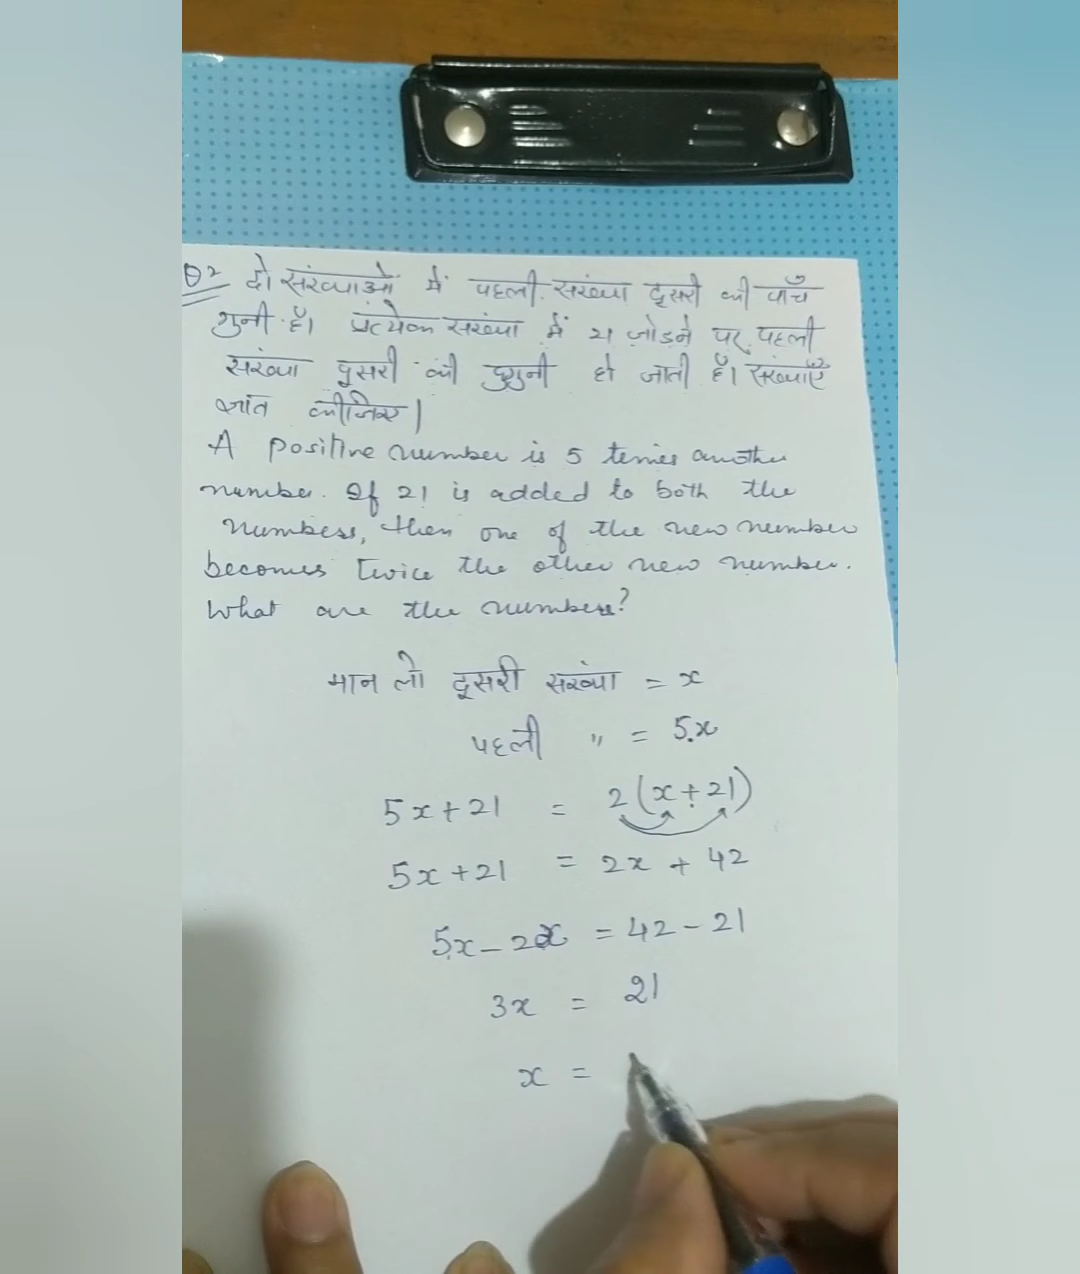 Q2 दो संख्याओं में पहली संख्या दूसरी की पाँच
गुनी है। प्रत्येक संख्या में 21 जोड़ने पर पहली
संख्या दूसरी की दुगुनी हो जाती है। संख्याएँ
ज्ञांत कीजिए।
A positive number is 5 times another
number. If 21 is added to both the
numbers, then one of the new number
becomes twice the other new number.
What are the numbers?
मान लो दूसरी संख्या = x
पहली " = 5x
5x+21 = 2(x+21)
5x+21 = 2x + 42
5x-2x = 42-21
3x = 21
x =